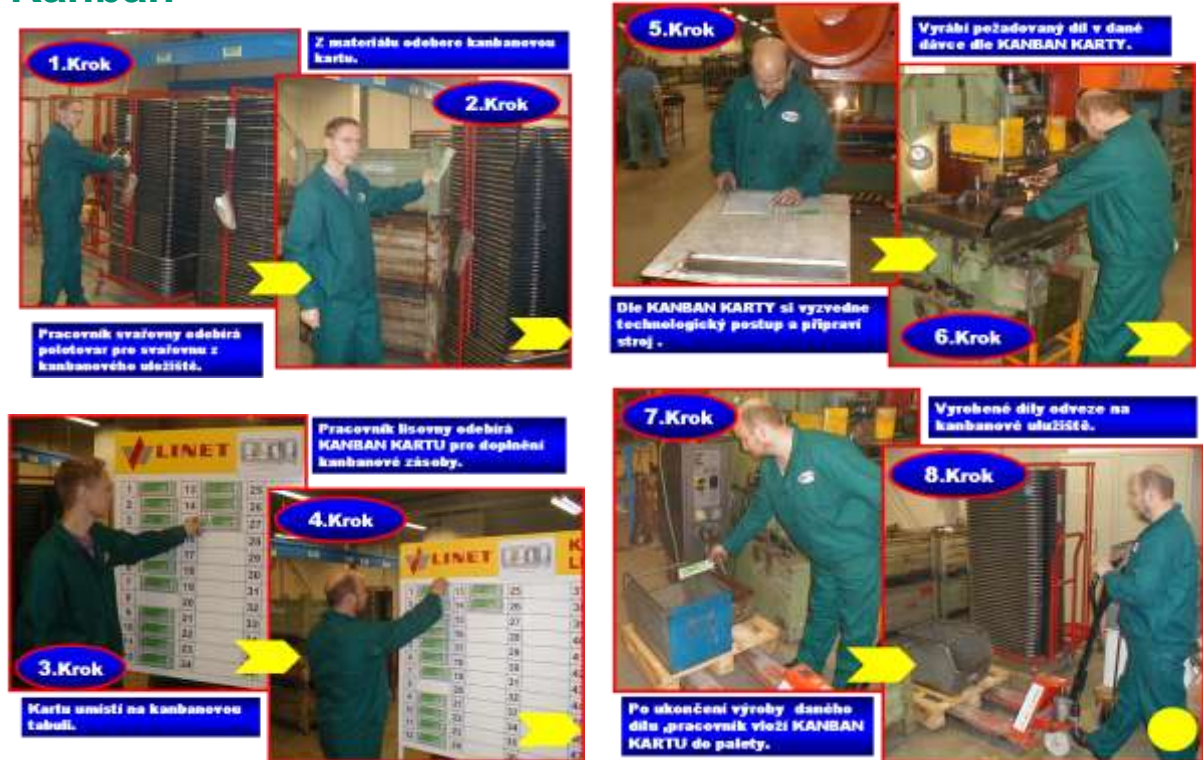 Kanban
1.Krok
Z materiálu odebere kanbanovou
kartu.
2.Krok
Pracovník svařovny odebírá
polotovar pro svařovnu z
kanbanového uložiště.
Pracovník lisovny odebírá
KANBAN KARTU pro doplnění
kanbanové zásoby.
LINET
3.Krok
4.Krok
LINET
Kartu umístí na kanbanovou
tabuli.
5.Krok
Vyrábí požadovaný díl v dané
dávce dle KANBAN KARTY.
Dle KANBAN KARTY si vyzvedne
technologický postup a připraví
stroj .
6.Krok
7.Krok
Vyrobené díly odveze na
kanbanové ulužiště.
8.Krok
Po ukončení výroby daného
dílu ,pracovník vloží KANBAN
KARTU do palety.